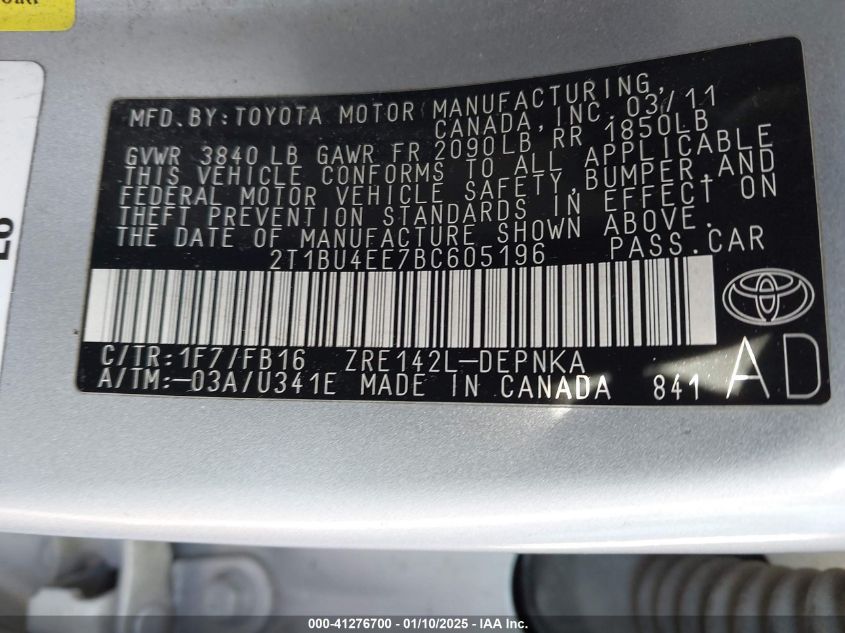 MFD. BY: TOYOTA MOTOR MANUFACTURING,
CANADA, INC. 03/11
GVWR 3840 LB GAWR FR 2090LB RR 1850LB
THIS VEHICLE CONFORMS TO ALL APPLICABLE
FEDERAL MOTOR VEHICLE SAFETY, BUMPER, AND
THEFT PREVENTION STANDARDS IN EFFECT ON
THE DATE OF MANUFACTURE SHOWN ABOVE.
2T1BU4EE7BC605196 PASS. CAR
C/TR: 1F7/FB16 ZRE142L-DEPNKA
A/TM: -03A/U341E MADE IN CANADA 841 AD
000-41276700 - 01/10/2025 - IAA Inc.